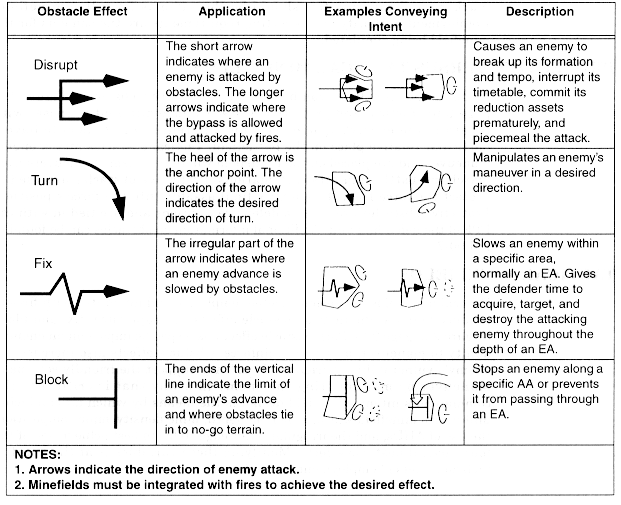 Obstacle Effect
Application
Examples Conveying
Intent
Description
Disrupt
The short arrow
indicates where an
enemy is attacked by
obstacles. The longer
arrows indicate where
the bypass is allowed
and attacked by fires.
Causes an enemy to
break up its formation
and tempo, interrupt its
timetable, commit its
reduction assets
prematurely, and
piecemeal the attack.
Turn
The heel of the arrow is
the anchor point. The
direction of the arrow
indicates the desired
direction of turn.
Manipulates an enemy's
maneuver in a desired
direction.
Fix
The irregular part of the
arrow indicates where
an enemy advance is
slowed by obstacles.
Slows an enemy within
a specific area,
normally an EA. Gives
the defender time to
acquire, target, and
destroy the attacking
enemy throughout the
depth of an EA.
Block
The ends of the vertical
line indicate the limit of
an enemy's advance
and where obstacles tie
in to no-go terrain.
Stops an enemy along a
specific AA or prevents
it from passing through
an EA.
NOTES:
1. Arrows indicate the direction of enemy attack.
2. Minefields must be integrated with fires to achieve the desired effect.